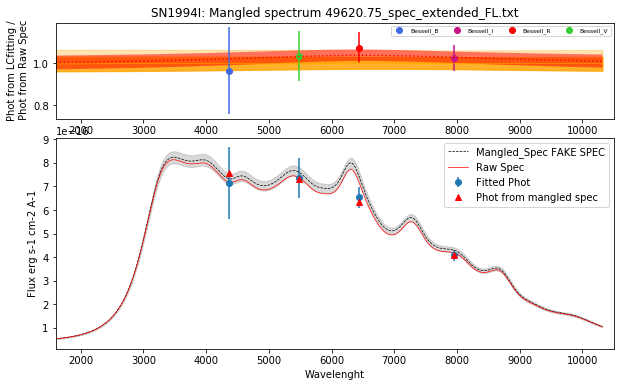 SN1994I: Mangled spectrum 49620.75_spec_extended_FL.txt
Phot from LCfitting /
Phot from Raw Spec
Bessell_B
Bessell_I
Bessell_R
Bessell_V
1.0
0.8
2000 3000 4000 5000 6000 7000 8000 9000 10000
Flux erg s-1 cm-2 A-1
9
8
7
6
5
4
3
2
1
Mangled_Spec FAKE SPEC
Raw Spec
Fitted Phot
Phot from mangled spec
2000 3000 4000 5000 6000 7000 8000 9000 10000
Wavelenght